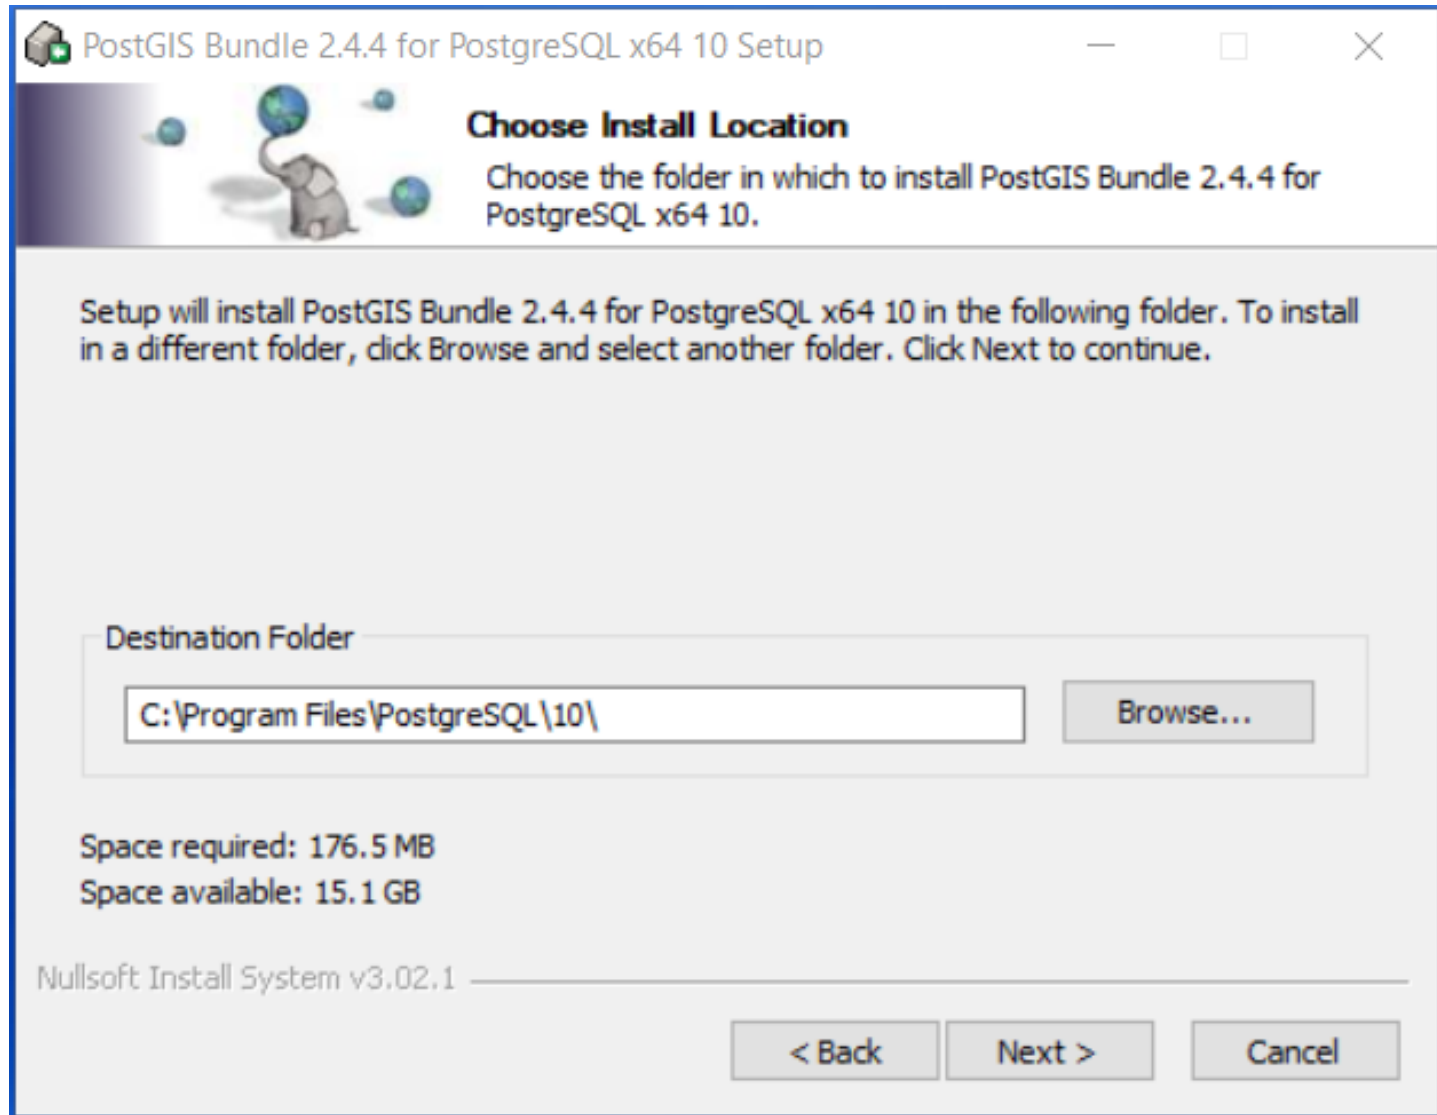 PostGIS Bundle 2.4.4 for PostgreSQL x64 10 Setup
Choose Install Location
Choose the folder in which to install PostGIS Bundle 2.4.4 for
PostgreSQL x64 10.
Setup will install PostGIS Bundle 2.4.4 for PostgreSQL x64 10 in the following folder. To install
in a different folder, click Browse and select another folder. Click Next to continue.
Destination Folder
C:\Program Files\PostgreSQL\10\
Browse...
Space required: 176.5 MB
Space available: 15.1 GB
Nullsoft Install System v3.02.1
< Back
Next >
Cancel